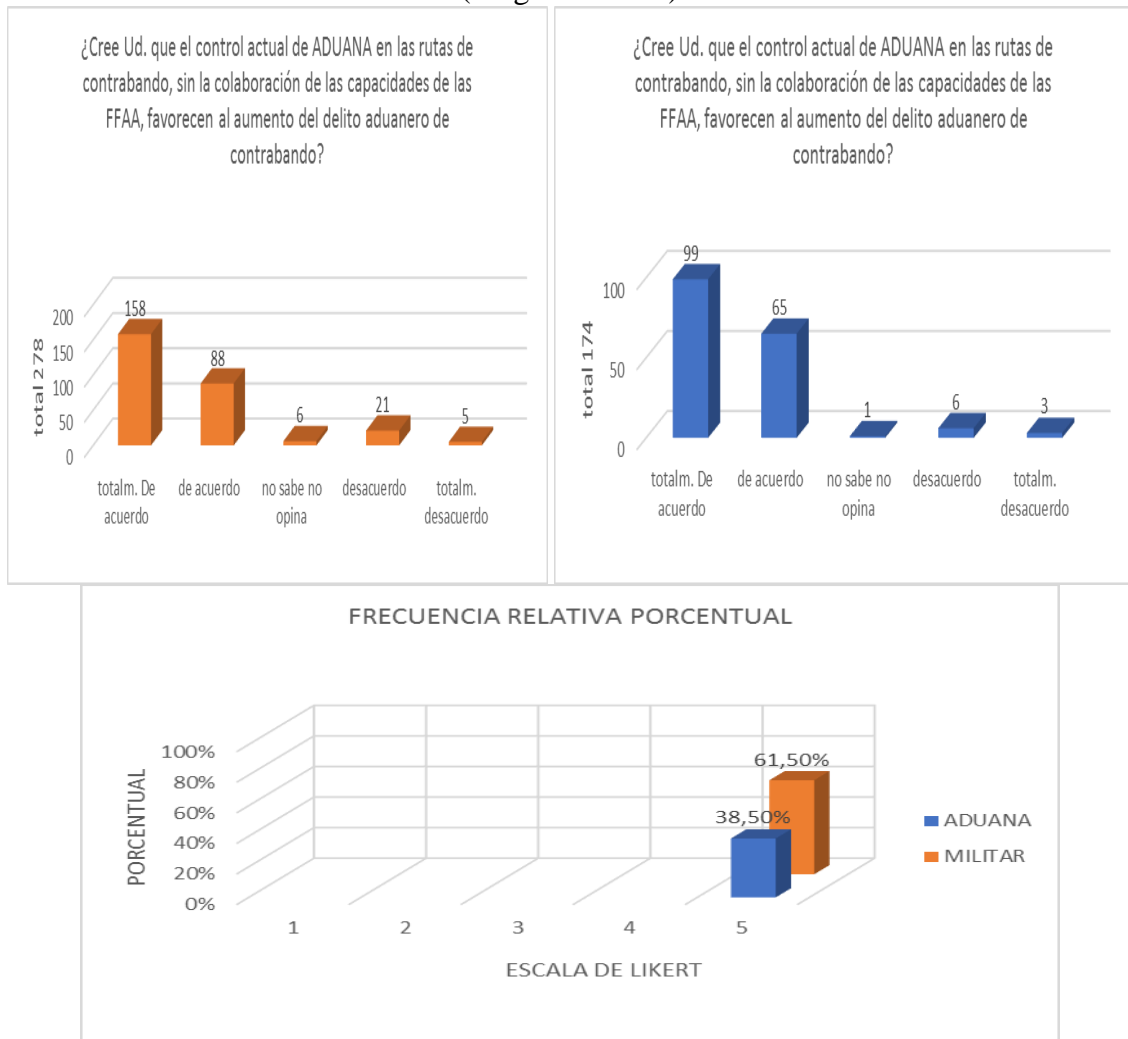 ¿Cree Ud. que el control actual de ADUANA en las rutas de
contrabando, sin la colaboración de las capacidades de las
FFAA, favorecen al aumento del delito aduanero de
contrabando?
total 278
200
150
100
50
0
158
88
6
21
5
totalm. De
acuerdo
de acuerdo
no sabe no
opina
desacuerdo
totalm.
desacuerdo
¿Cree Ud. que el control actual de ADUANA en las rutas de
contrabando, sin la colaboración de las capacidades de las
FFAA, favorecen al aumento del delito aduanero de
contrabando?
total 174
100
50
0
99
65
1
6
3
totalm. De
acuerdo
de acuerdo
no sabe no
opina
desacuerdo
totalm.
desacuerdo
FRECUENCIA RELATIVA PORCENTUAL
PORCENTUAL
100%
80%
60%
40%
20%
0%
61,50%
38,50%
1
2
3
4
5
ESCALA DE LIKERT
ADUANA
MILITAR